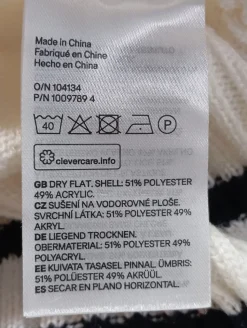 Made in China
Fabriqué en Chine
Hecho en China
O/N 104134
P/N 1009789 4
40
P
clevercare.info
GB DRY FLAT. SHELL: 51% POLYESTER
49% ACRYLIC.
CZ SUŠENÍ NA VODOROVNÉ PLOŠE.
SVRCHNÍ LÁTKA: 51% POLYESTER 49%
AKRYL.
DE LIEGEND TROCKNEN.
OBERMATERIAL: 51% POLYESTER 49%
POLYACRYL.
EE KUIVATA TASASEL PINNAL. ÜMBRIS:
51% POLÜESTER 49% AKRÜÜL.
ES SECAR EN PLANO HORIZONTAL.